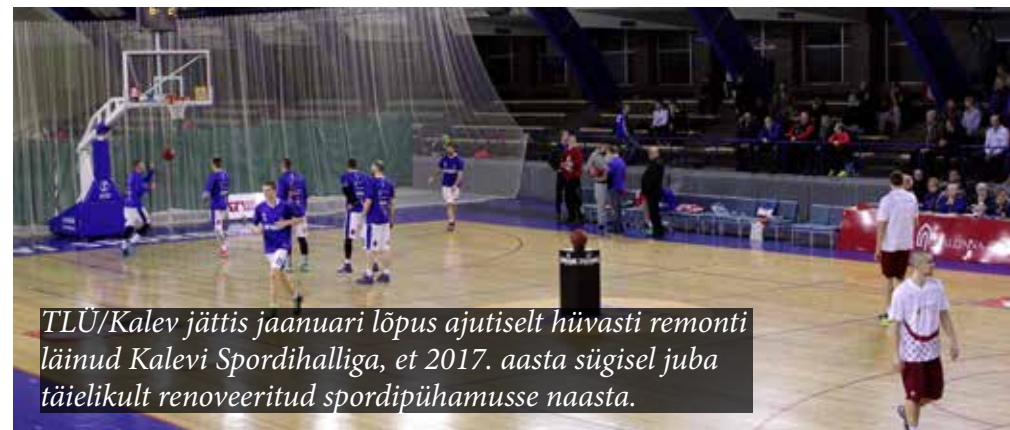 TLÜ/Kalev jättis jaanuari lõpus ajutiselt hüvasti remonti
läinud Kalevi Spordihalliga, et 2017. aasta sügisel juba
täielikult renoveeritud spordipühamusse naasta.